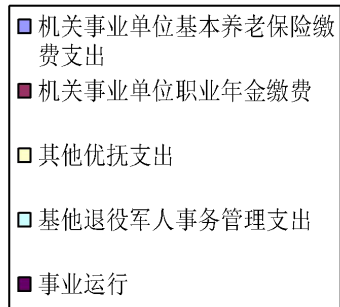 机关事业单位基本养老保险缴
费支出
机关事业单位职业年金缴费
其他优抚支出
基他退役军人事务管理支出
事业运行